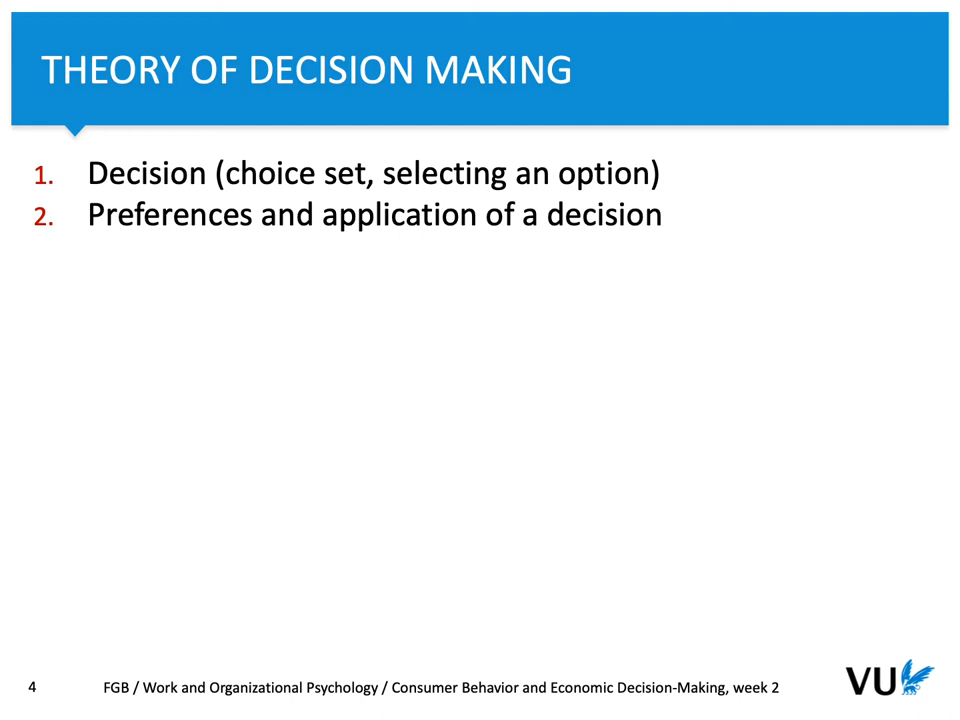 THEORY OF DECISION MAKING
1. Decision (choice set, selecting an option)
2. Preferences and application of a decision
4 FGB / Work and Organizational Psychology / Consumer Behavior and Economic Decision-Making, week 2
VU